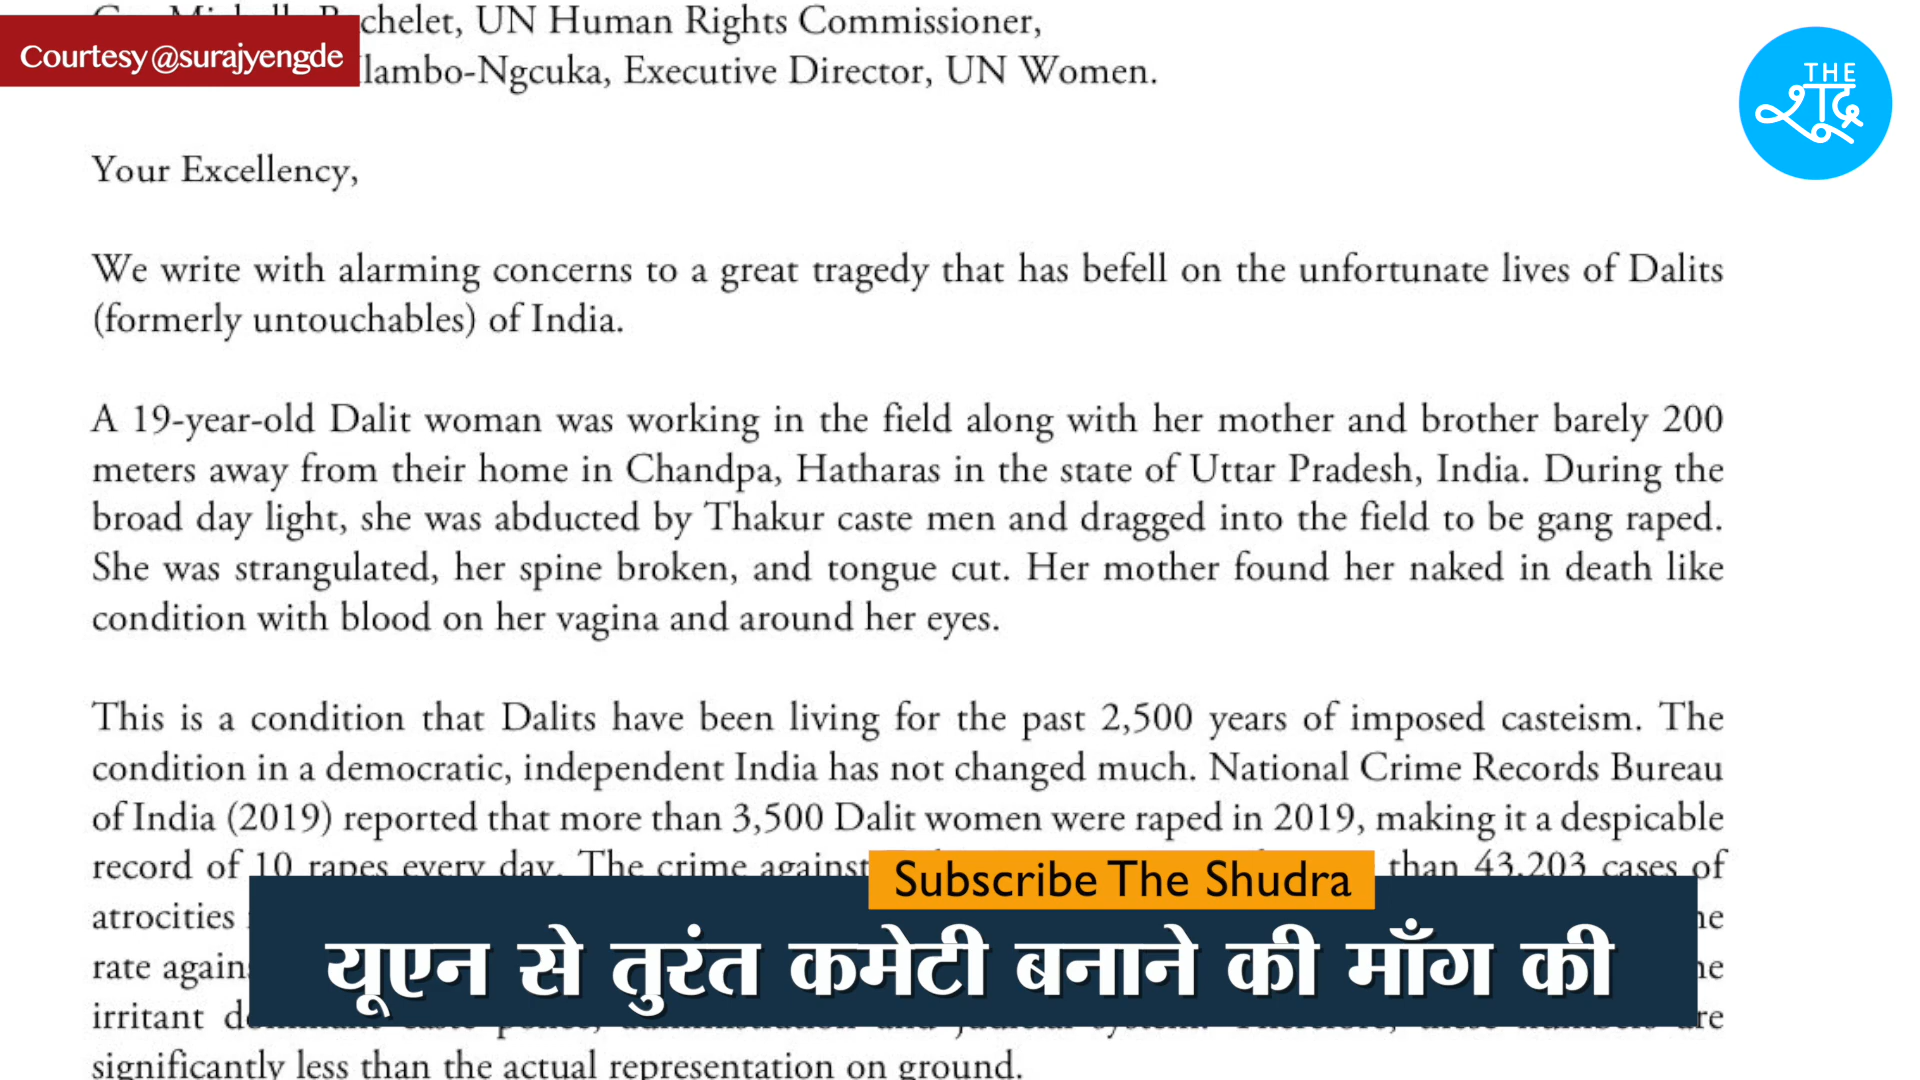 chelet, UN Human Rights Commissioner,
Courtesy @surajyengde
lambo-Ngcuka, Executive Director, UN Women.
THE
शूद्र
Your Excellency,
We write with alarming concerns to a great tragedy that has befell on the unfortunate lives of Dalits
(formerly untouchables) of India.
A 19-year-old Dalit woman was working in the field along with her mother and brother barely 200
meters away from their home in Chandpa, Hatharas in the state of Uttar Pradesh, India. During the
broad day light, she was abducted by Thakur caste men and dragged into the field to be gang raped.
She was strangulated, her spine broken, and tongue cut. Her mother found her naked in death like
condition with blood on her vagina and around her eyes.
This is a condition that Dalits have been living for the past 2,500 years of imposed casteism. The
condition in a democratic, independent India has not changed much. National Crime Records Bureau
of India (2019) reported that more than 3,500 Dalit women were raped in 2019, making it a despicable
record of 10 rapes every day. The crime against than 43,203 cases of
Subscribe The Shudra
atrocities
यूएन से तुरंत कमेटी बनाने की माँग की
rate again
irritant
significantly less than the actual representation on ground.